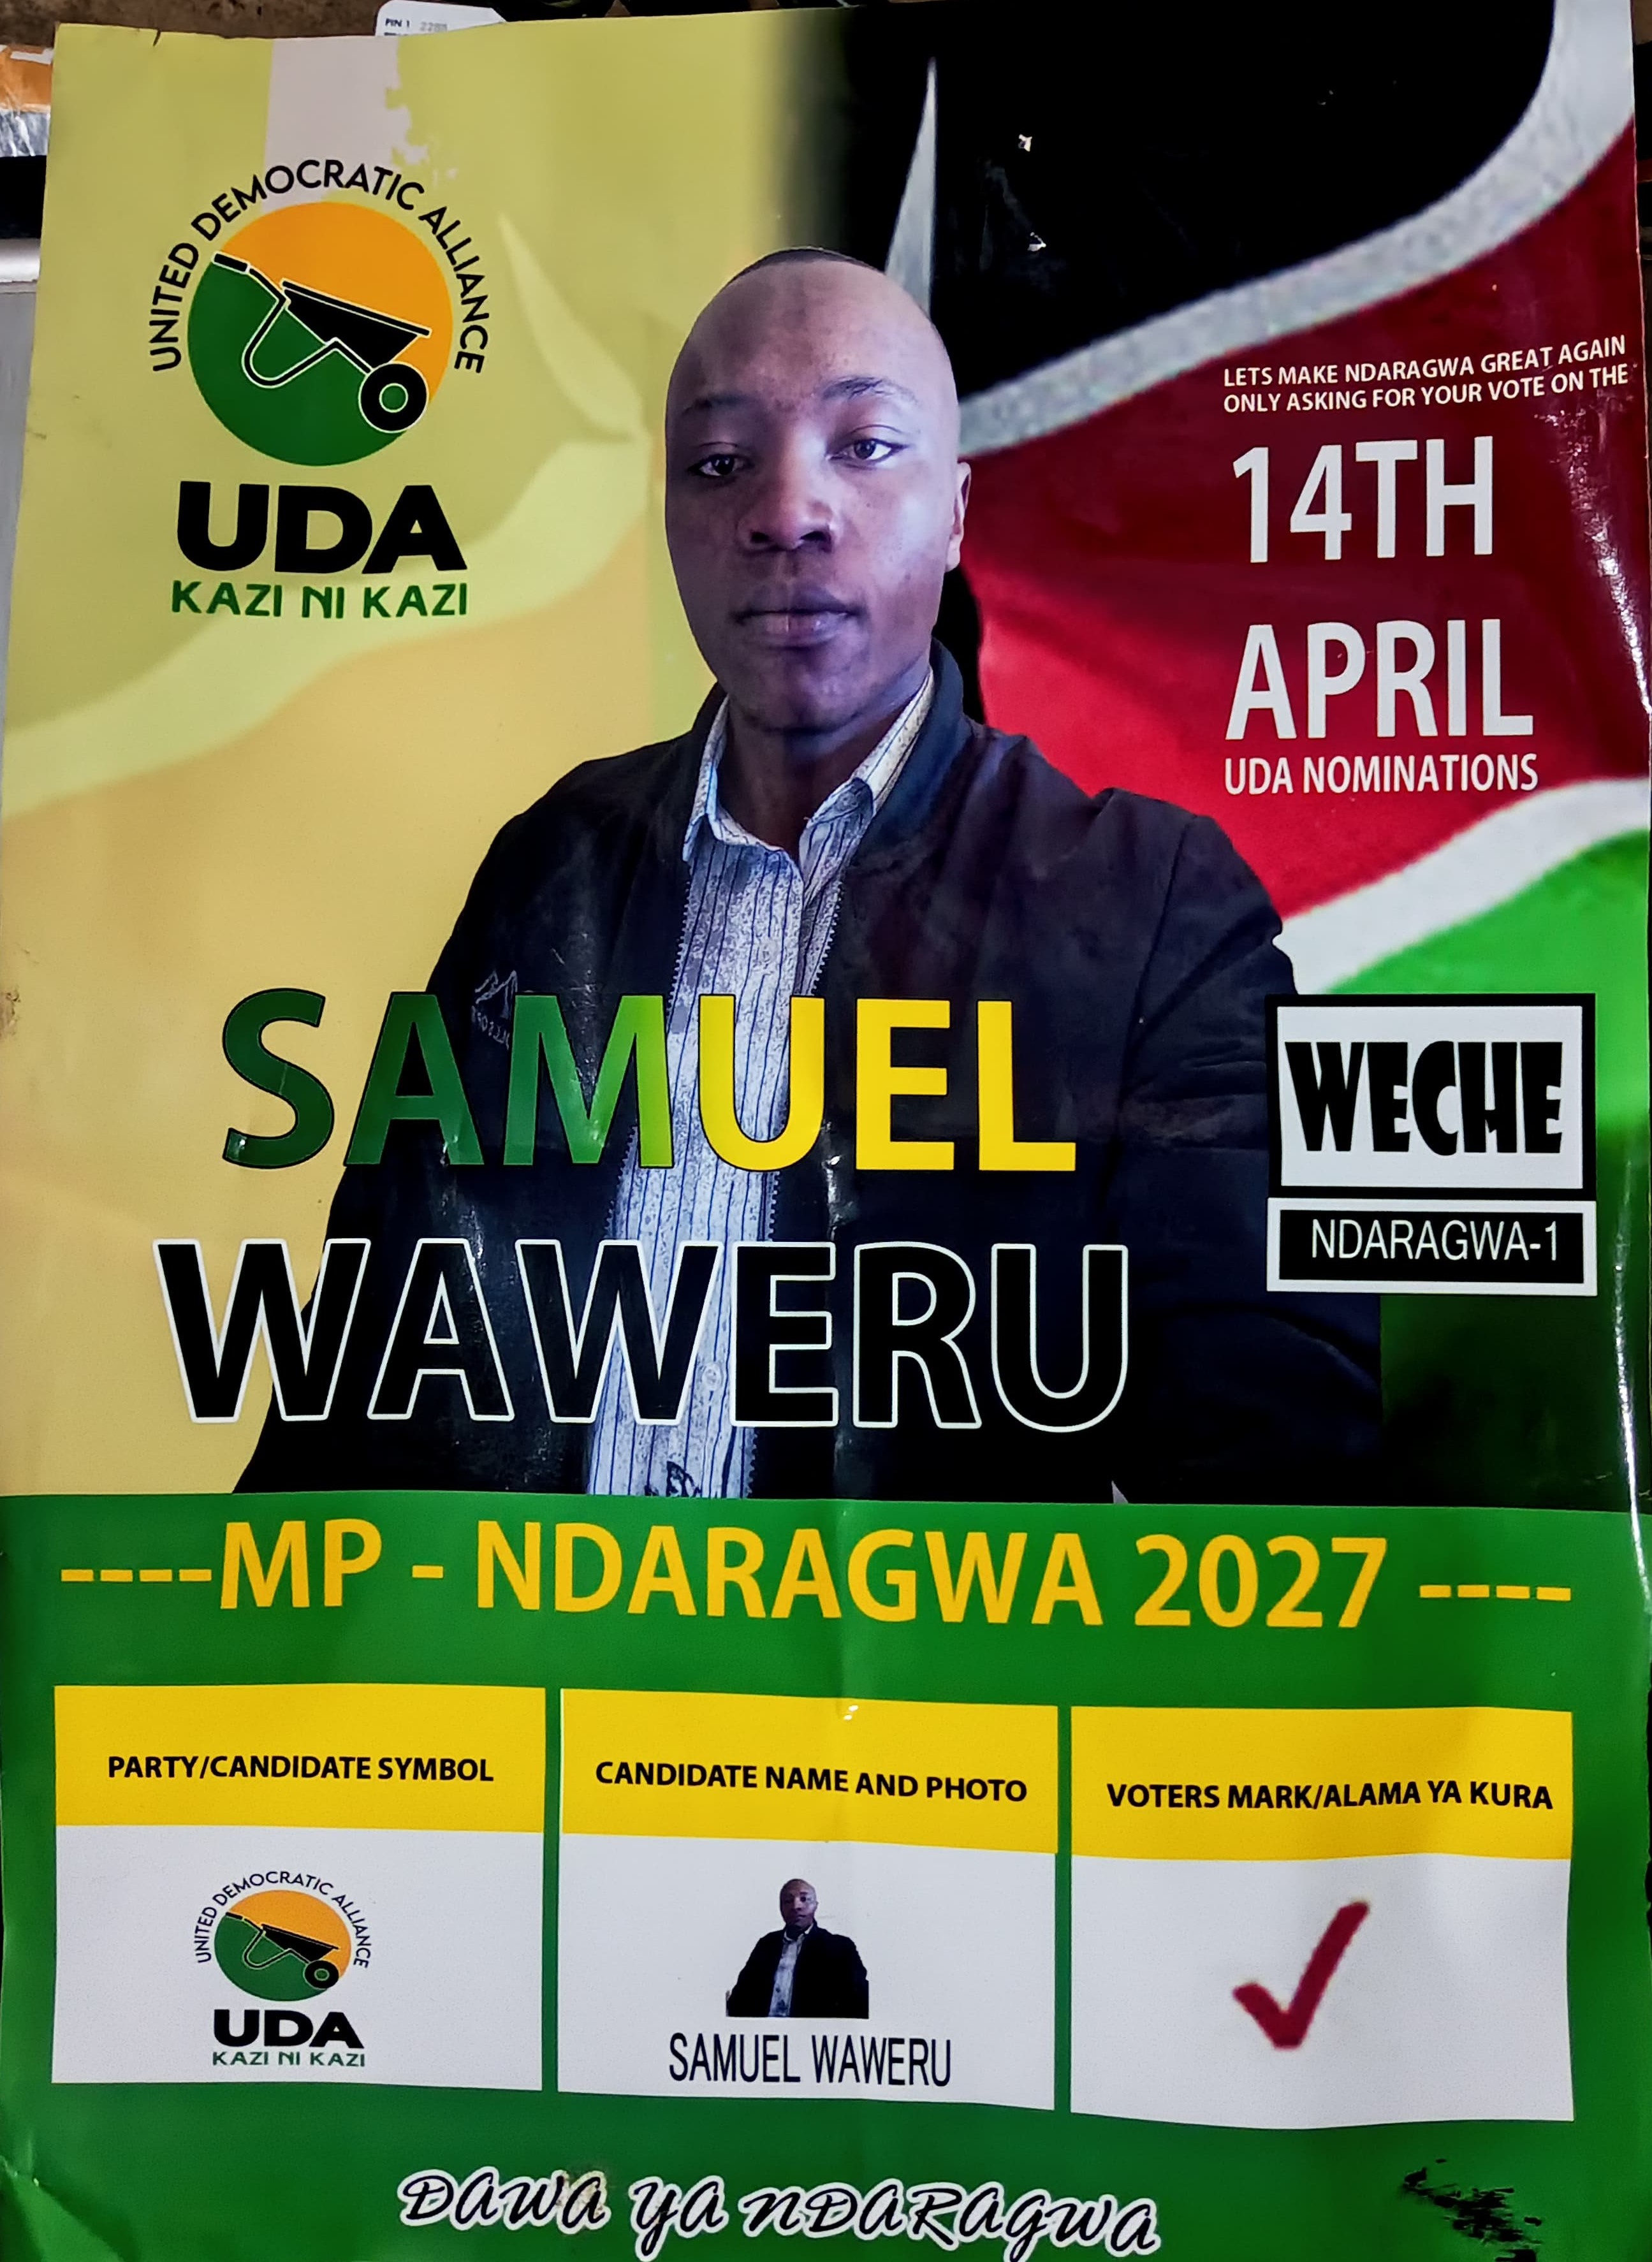 PIN 1
UNITED DEMOCRATIC ALLIANCE
UDA
KAZI NI KAZI
LETS MAKE NDARAGWA GREAT AGAIN
ONLY ASKING FOR YOUR VOTE ON THE
14TH
APRIL
UDA NOMINATIONS
SAMUEL
WAWERU
WECHE
NDARAGWA-1
----MP - NDARAGWA 2027 ----
PARTY/CANDIDATE SYMBOL
CANDIDATE NAME AND PHOTO
VOTERS MARK/ALAMA YA KURA
UNITED DEMOCRATIC ALLIANCE
UDA
KAZI NI KAZI
SAMUEL WAWERU
DAWA YA NDARAGWA